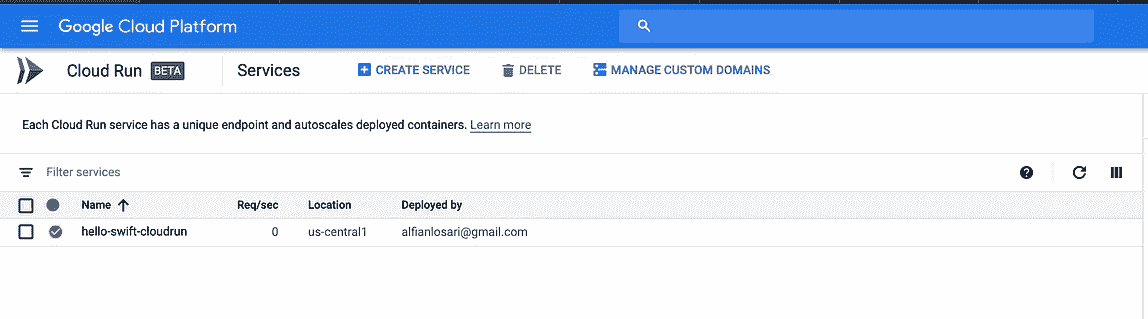 Google Cloud Platform
Cloud Run BETA Services CREATE SERVICE DELETE MANAGE CUSTOM DOMAINS
Each Cloud Run service has a unique endpoint and autoscales deployed containers. Learn more
Filter services
Name Req/sec Location Deployed by
hello-swift-cloudrun 0 us-central1 alfianlosari@gmail.com